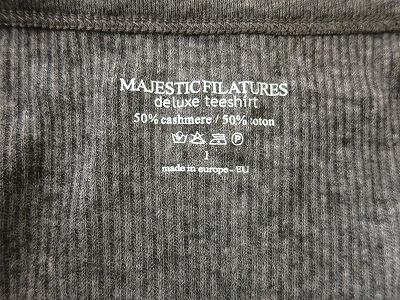 MAJESTIC FILATURES
deluxe teeshirt
50% cashmere / 50% coton
1
made in europe - EU